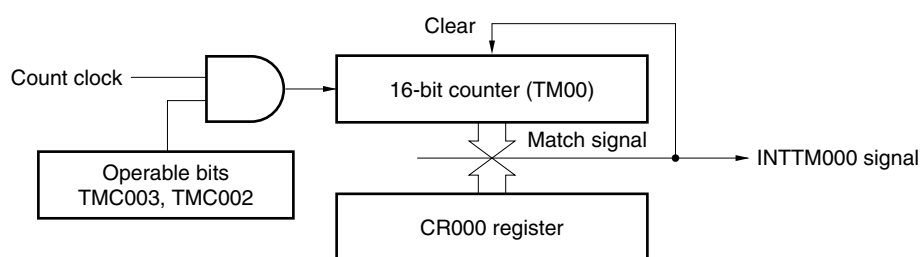 Clear
Count clock
16-bit counter (TM00)
Match signal
INTTM000 signal
Operable bits
TMC003, TMC002
CR000 register